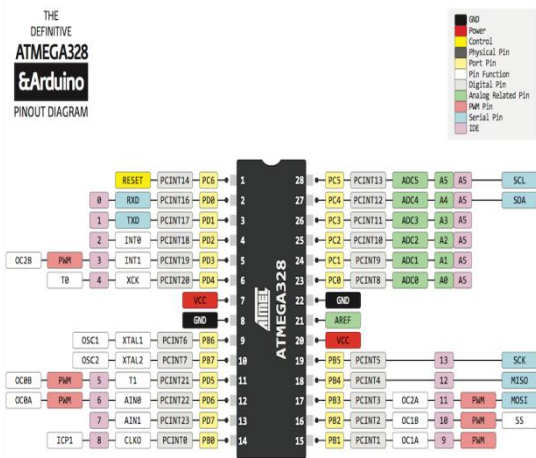 THE
DEFINITIVE
ATMEGA328
&Arduino
PINOUT DIAGRAM
GND
Power
Control
Physical Pin
Port Pin
Pin Function
Digital Pin
Analog Related Pin
PWM Pin
Serial Pin
IDE
RESET PCINT14 PC6 1 28 PC5 PCINT13 ADC5 A5 A5 SCL
0 RXD PCINT16 PD0 2 27 PC4 PCINT12 ADC4 A4 A5 SDA
1 TXD PCINT17 PD1 3 26 PC3 PCINT11 ADC3 A3 A5
2 INT0 PCINT18 PD2 4 25 PC2 PCINT10 ADC2 A2 A5
OC2B PWM 3 INT1 PCINT19 PD3 5 24 PC1 PCINT9 ADC1 A1 A5
T0 4 XCK PCINT20 PD4 6 23 PC0 PCINT8 ADC0 A0 A5
VCC 7 22 GND
GND 8 21 AREF
OSC1 XTAL1 PCINT6 PB6 9 20 VCC
OSC2 XTAL2 PCINT7 PB7 10 19 PB5 PCINT5 13 SCK
OC0B PWM 5 T1 PCINT21 PD5 11 18 PB4 PCINT4 12 MISO
OC0A PWM 6 AIN0 PCINT22 PD6 12 17 PB3 PCINT3 OC2A 11 PWM MOSI
7 AIN1 PCINT23 PD7 13 16 PB2 PCINT2 OC1B 10 PWM SS
ICP1 8 CLKO PCINT0 PB0 14 15 PB1 PCINT1 OC1A 9 PWM
ATMEL
ATMEGA328